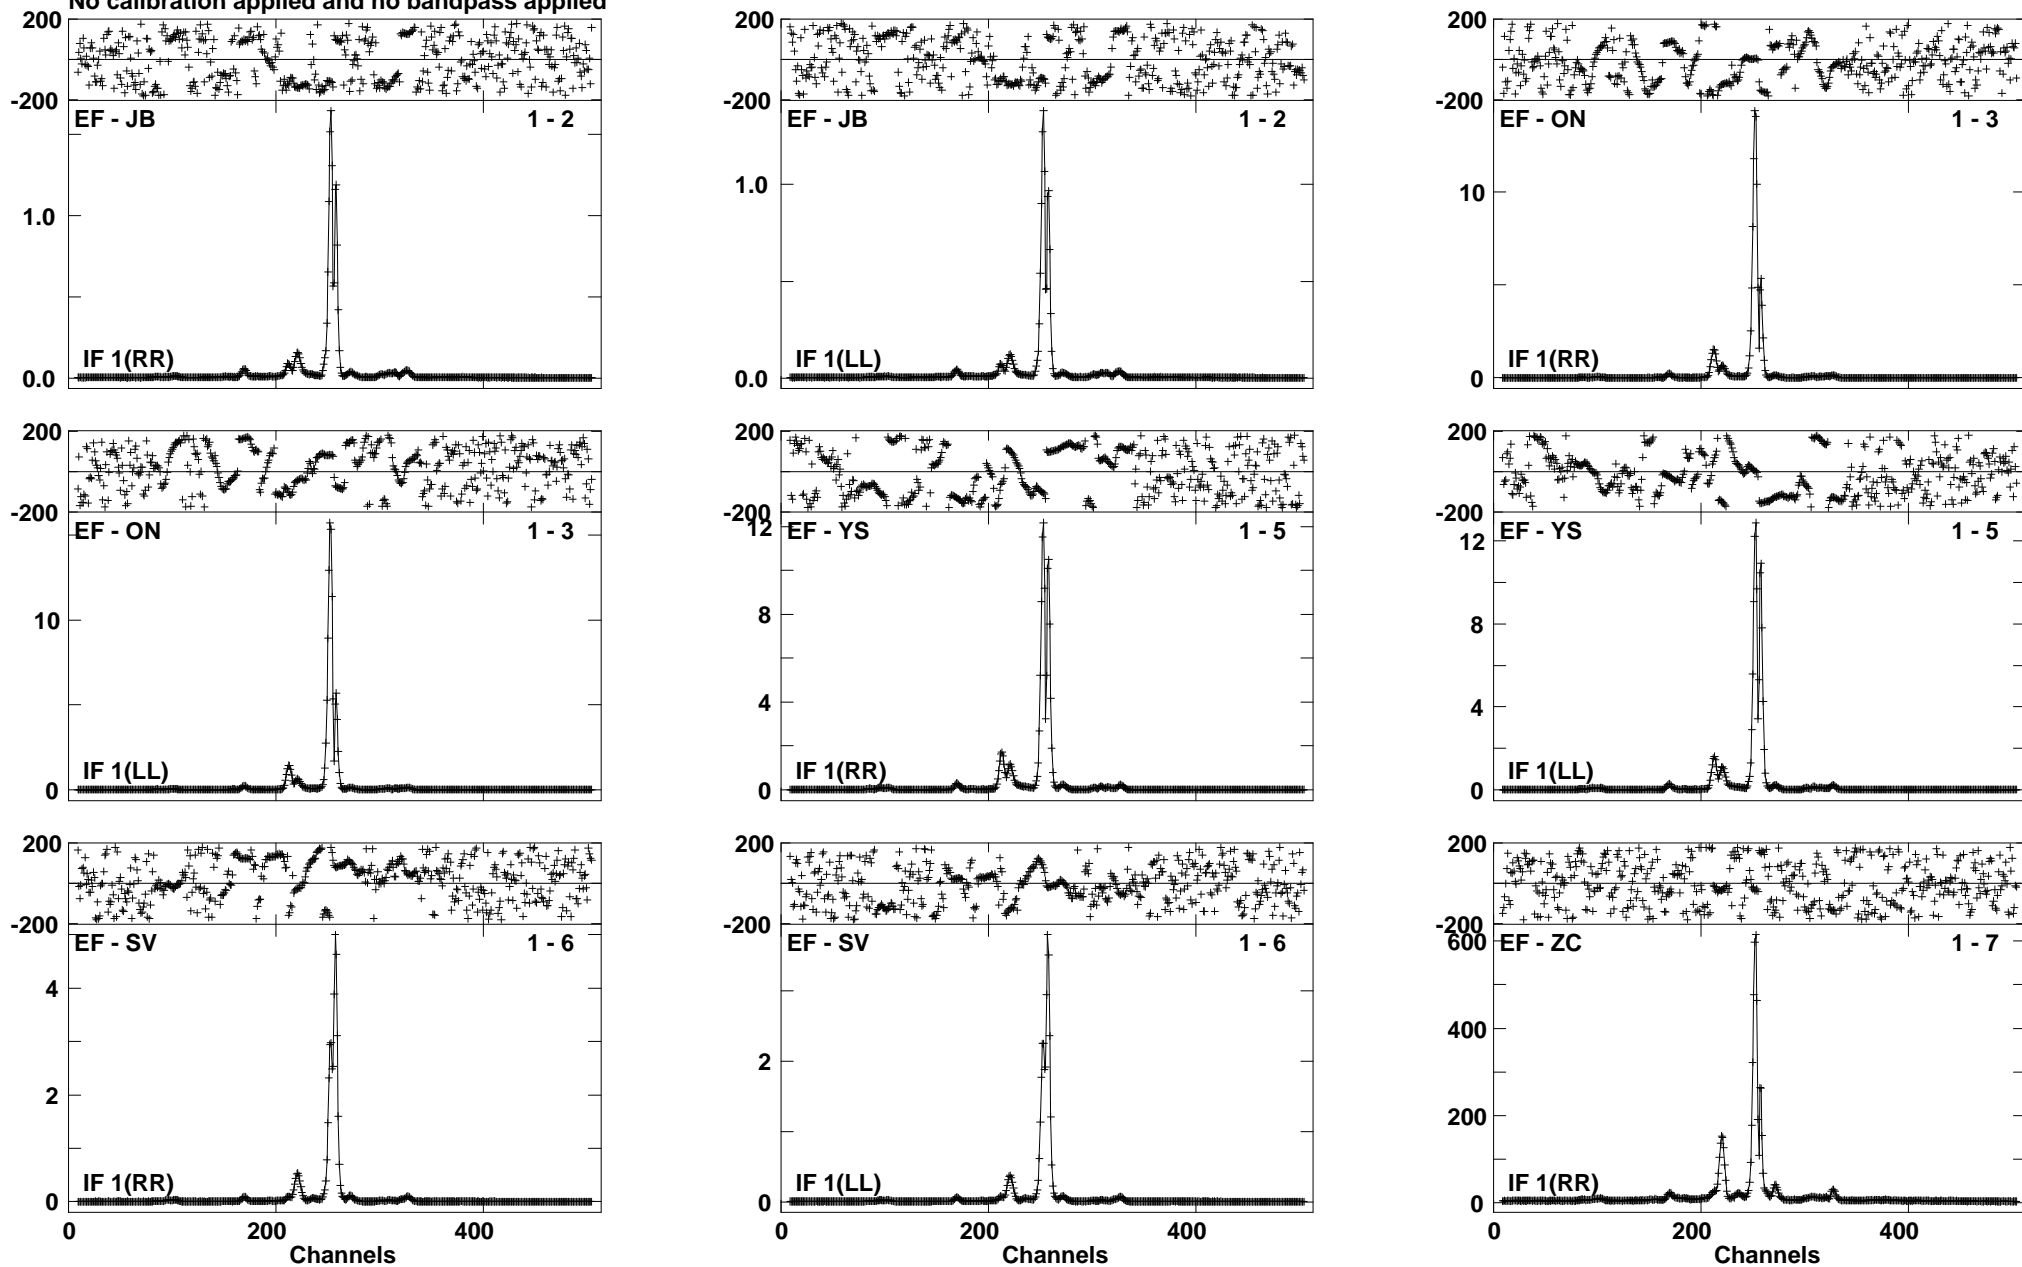 No calibration applied and no bandpass applied
200
-200
EF - JB 1 - 2
1.0
0.0
IF 1(RR)
200
-200
EF - JB 1 - 2
1.0
0.0
IF 1(LL)
200
-200
EF - ON 1 - 3
10
0
IF 1(RR)
200
-200
EF - ON 1 - 3
10
0
IF 1(LL)
200
-200
EF - YS 1 - 5
12
8
4
0
IF 1(RR)
200
-200
EF - YS 1 - 5
12
8
4
0
IF 1(LL)
200
-200
EF - SV 1 - 6
4
2
0
IF 1(RR)
0 200 400
Channels
200
-200
EF - SV 1 - 6
2
0
IF 1(LL)
0 200 400
Channels
200
-200
EF - ZC 1 - 7
600
400
200
0
IF 1(RR)
0 200 400
Channels